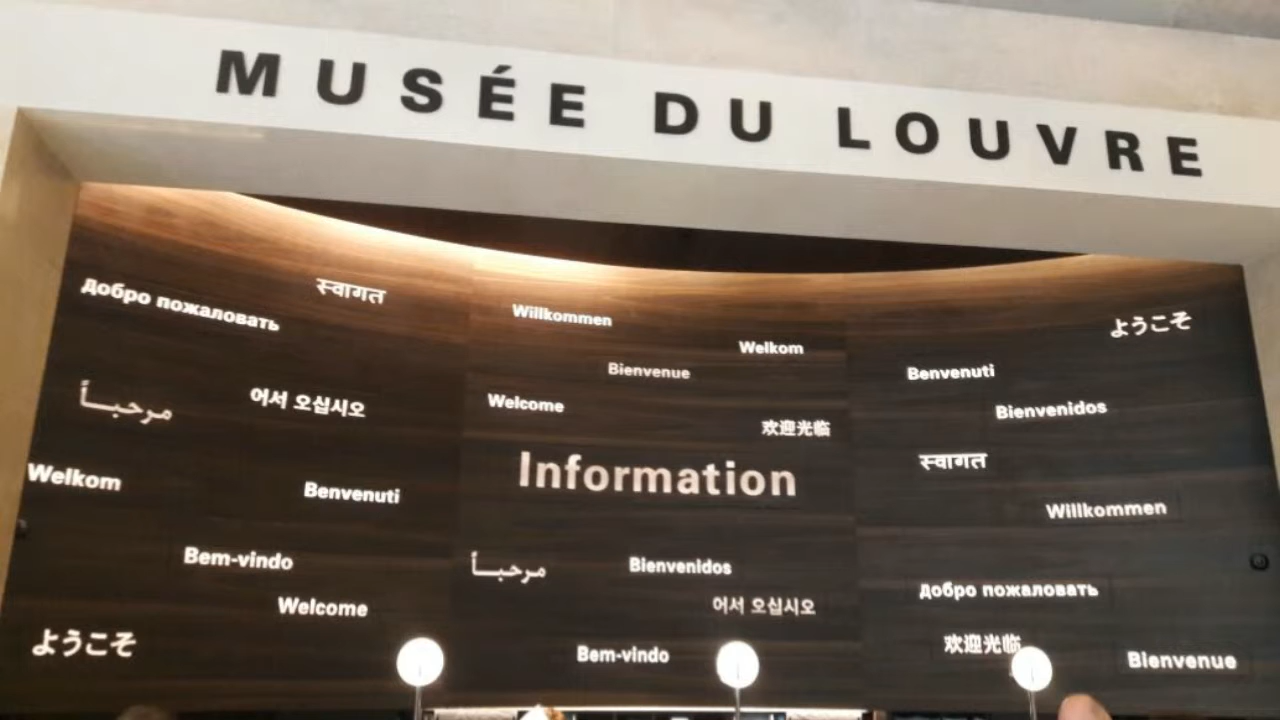 MUSÉE DU LOUVRE
स्वागत
Добро пожаловать
Willkommen
ようこそ
Welkom
Bienvenue
Benvenuti
مرحبــاً
어서 오십시오
Welcome
Bienvenidos
欢迎光临
स्वागत
Information
Welkom
Benvenuti
Willkommen
Bem-vindo
مرحبــاً
Bienvenidos
добро пожаловать
Welcome
어서 오십시오
ようこそ
Bem-vindo
欢迎光临
Bienvenue